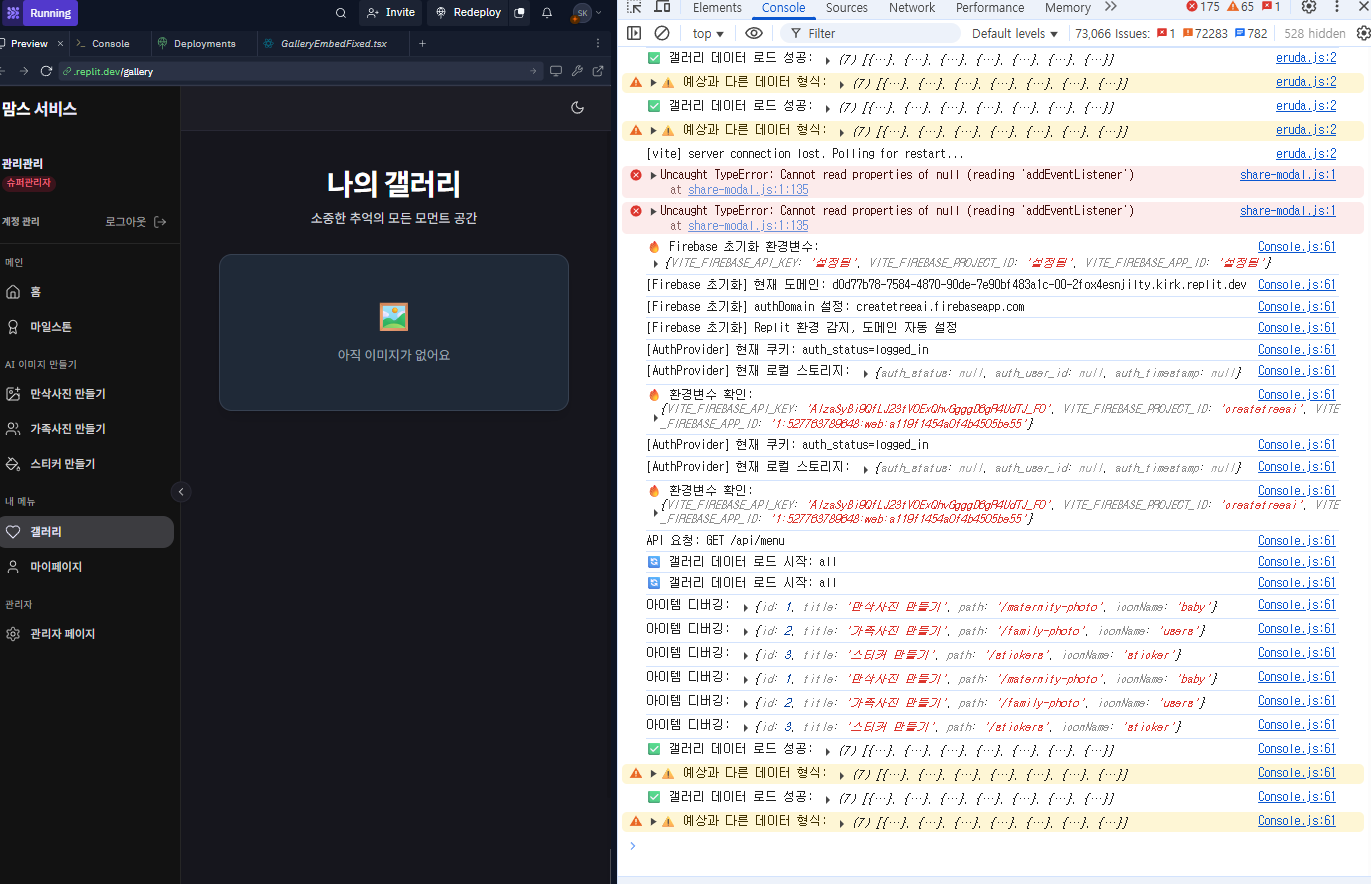 Running
Invite
Redeploy
SK
Preview
Console
Deployments
GalleryEmbedFixed.tsx
.replit.dev/gallery
맘스 서비스
관리관리
슈퍼관리자
계정 관리
로그아웃
메인
홈
마일스톤
AI 이미지 만들기
만삭사진 만들기
가족사진 만들기
스티커 만들기
내 메뉴
갤러리
마이페이지
관리자
관리자 페이지
나의 갤러리
소중한 추억의 모든 모먼트 공간
아직 이미지가 없어요
Elements Console Sources Network Performance Memory 175 65 1
top Filter Default levels 73,066 Issues: 1 72283 782 528 hidden
갤러리 데이터 로드 성공: (7) [{…}, {…}, {…}, {…}, {…}, {…}, {…}] eruda.js:2
예상과 다른 데이터 형식: (7) [{…}, {…}, {…}, {…}, {…}, {…}, {…}] eruda.js:2
갤러리 데이터 로드 성공: (7) [{…}, {…}, {…}, {…}, {…}, {…}, {…}] eruda.js:2
예상과 다른 데이터 형식: (7) [{…}, {…}, {…}, {…}, {…}, {…}, {…}] eruda.js:2
[vite] server connection lost. Polling for restart... eruda.js:2
Uncaught TypeError: Cannot read properties of null (reading 'addEventListener') share-modal.js:1
at share-modal.js:1:135
Uncaught TypeError: Cannot read properties of null (reading 'addEventListener') share-modal.js:1
at share-modal.js:1:135
Firebase 초기화 환경변수: Console.js:61
{VITE_FIREBASE_API_KEY: '설정됨', VITE_FIREBASE_PROJECT_ID: '설정됨', VITE_FIREBASE_APP_ID: '설정됨'}
[Firebase 초기화] 현재 도메인: d0d77b78-7584-4870-90de-7e90bf483a1c-00-2fox4esnjilty.kirk.replit.dev Console.js:61
[Firebase 초기화] authDomain 설정: createtreeai.firebaseapp.com Console.js:61
[Firebase 초기화] Replit 환경 감지, 도메인 자동 설정 Console.js:61
[AuthProvider] 현재 쿠키: auth_status=logged_in Console.js:61
[AuthProvider] 현재 로컬 스토리지: {auth_status: null, auth_user_id: null, auth_timestamp: null} Console.js:61
환경변수 확인: Console.js:61
{VITE_FIREBASE_API_KEY: VITE_FIREBASE_PROJECT_ID: 'createtreeai', VITE
_FIREBASE_APP_ID: '1:527763789648:web:a119f1454a0f4b4505be55'}
[AuthProvider] 현재 쿠키: auth_status=logged_in Console.js:61
[AuthProvider] 현재 로컬 스토리지: {auth_status: null, auth_user_id: null, auth_timestamp: null} Console.js:61
환경변수 확인: Console.js:61
{VITE_FIREBASE_API_KEY: VITE_FIREBASE_PROJECT_ID: 'createtreeai', VITE
_FIREBASE_APP_ID: '1:527763789648:web:a119f1454a0f4b4505be55'}
API 요청: GET /api/menu Console.js:61
갤러리 데이터 로드 시작: all Console.js:61
갤러리 데이터 로드 시작: all Console.js:61
아이템 디버깅: {id: 1, title: '만삭사진 만들기', path: '/maternity-photo', iconName: 'baby'} Console.js:61
아이템 디버깅: {id: 2, title: '가족사진 만들기', path: '/family-photo', iconName: 'users'} Console.js:61
아이템 디버깅: {id: 3, title: '스티커 만들기', path: '/stickers', iconName: 'sticker'} Console.js:61
아이템 디버깅: {id: 1, title: '만삭사진 만들기', path: '/maternity-photo', iconName: 'baby'} Console.js:61
아이템 디버깅: {id: 2, title: '가족사진 만들기', path: '/family-photo', iconName: 'users'} Console.js:61
아이템 디버깅: {id: 3, title: '스티커 만들기', path: '/stickers', iconName: 'sticker'} Console.js:61
갤러리 데이터 로드 성공: (7) [{…}, {…}, {…}, {…}, {…}, {…}, {…}] Console.js:61
예상과 다른 데이터 형식: (7) [{…}, {…}, {…}, {…}, {…}, {…}, {…}] Console.js:61
갤러리 데이터 로드 성공: (7) [{…}, {…}, {…}, {…}, {…}, {…}, {…}] Console.js:61
예상과 다른 데이터 형식: (7) [{…}, {…}, {…}, {…}, {…}, {…}, {…}] Console.js:61